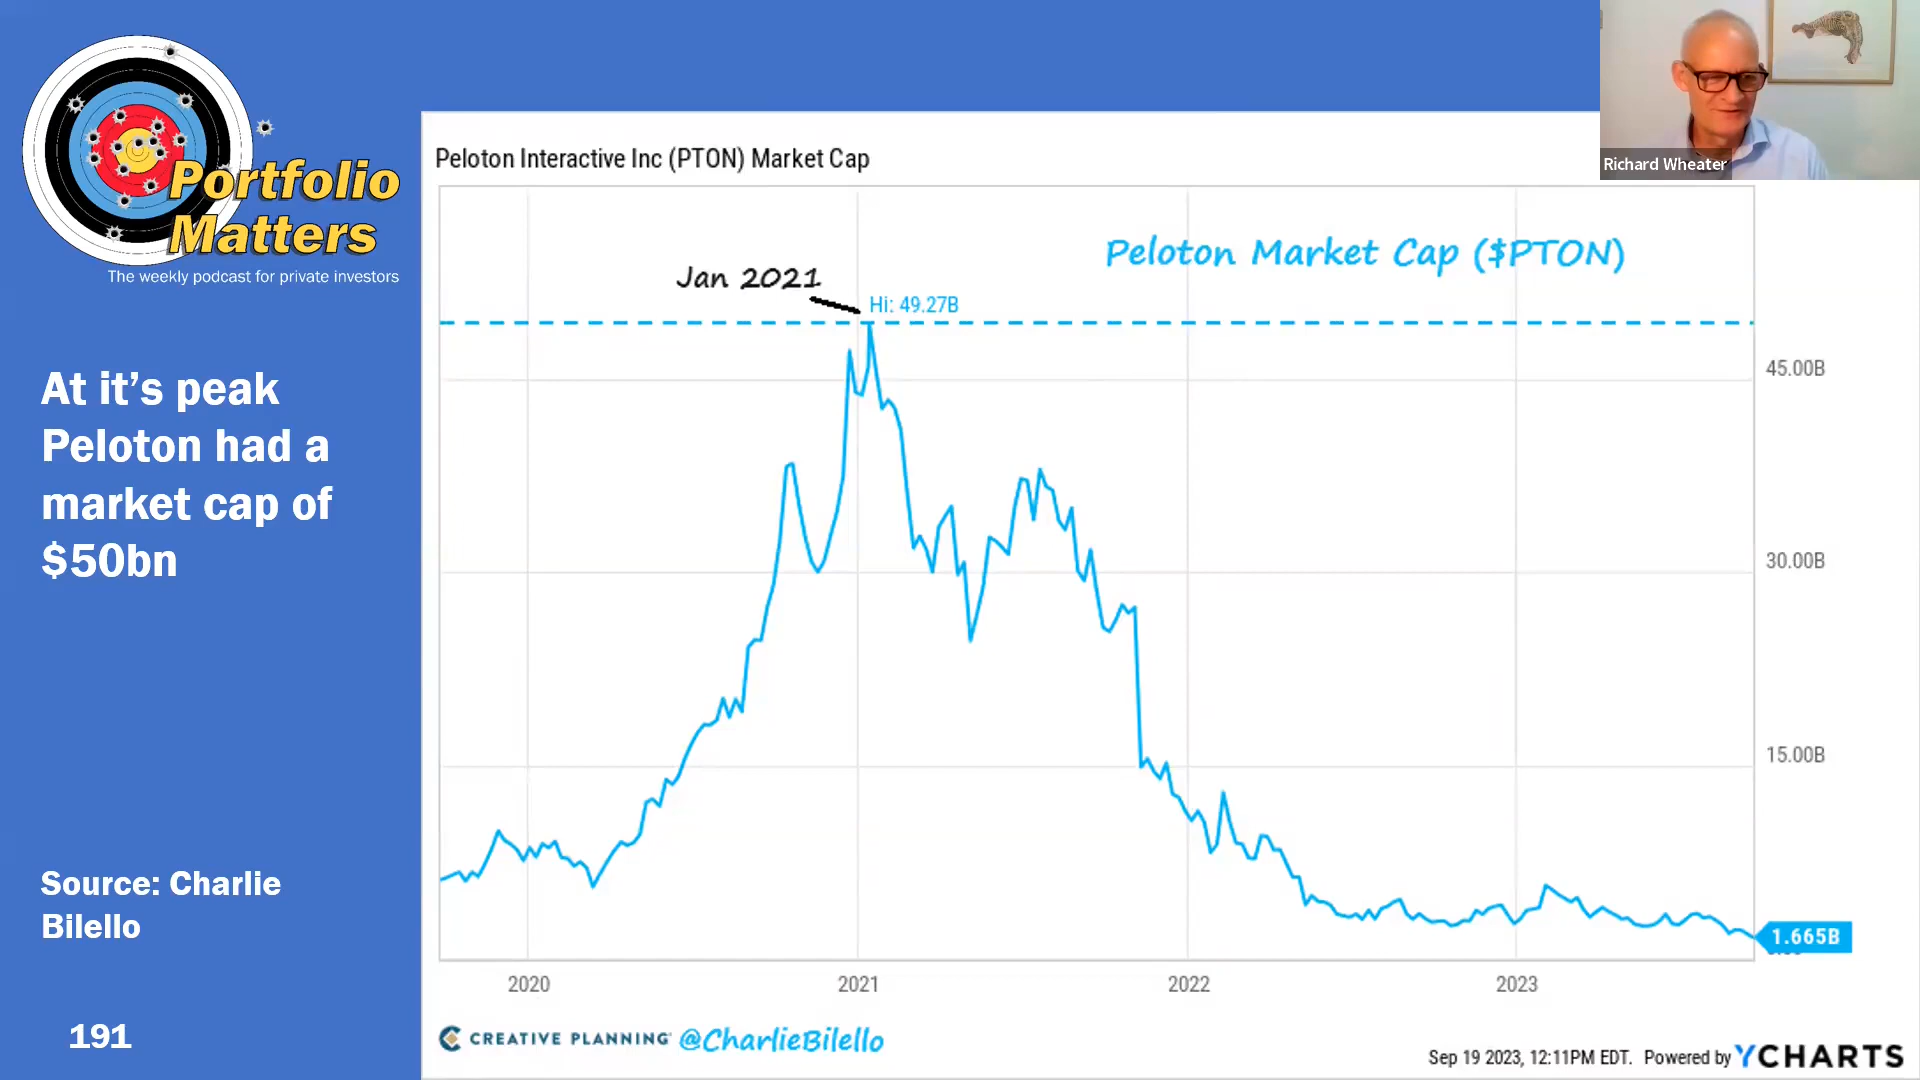 Portfolio
Matters
The weekly podcast for private investors
At it's peak
Peloton had a
market cap of
$50bn
Source: Charlie
Bilello
191
Peloton Interactive Inc (PTON) Market Cap
Peloton Market Cap ($PTON)
Jan 2021
Hi: 49.27B
45.00B
30.00B
15.00B
1.665B
2020
2021
2022
2023
CREATIVE PLANNING @CharlieBilello
Sep 19 2023, 12:11PM EDT. Powered by YCHARTS
Richard Wheater